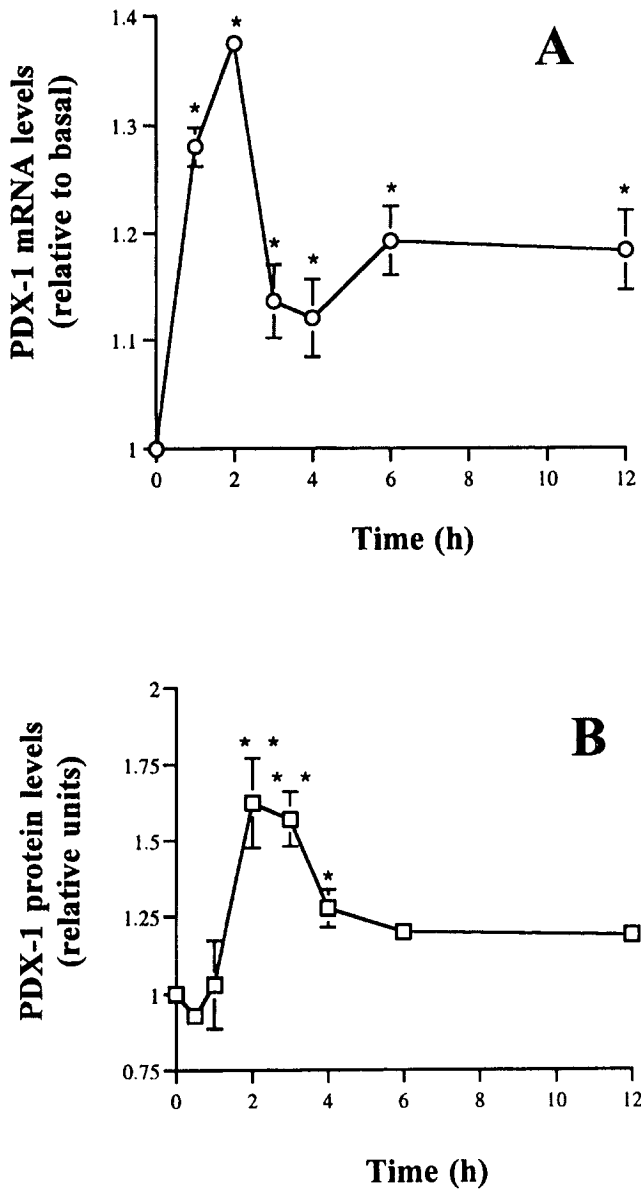 A
PDX-1 mRNA levels
(relative to basal)
1.4
1.3
1.2
1.1
1
* * * * * *
0 2 4 6 8 10 12
Time (h)
B
PDX-1 protein levels
(relative units)
2
1.75
1.5
1.25
1
0.75
* *
* *
*
0 2 4 6 8 10 12
Time (h)